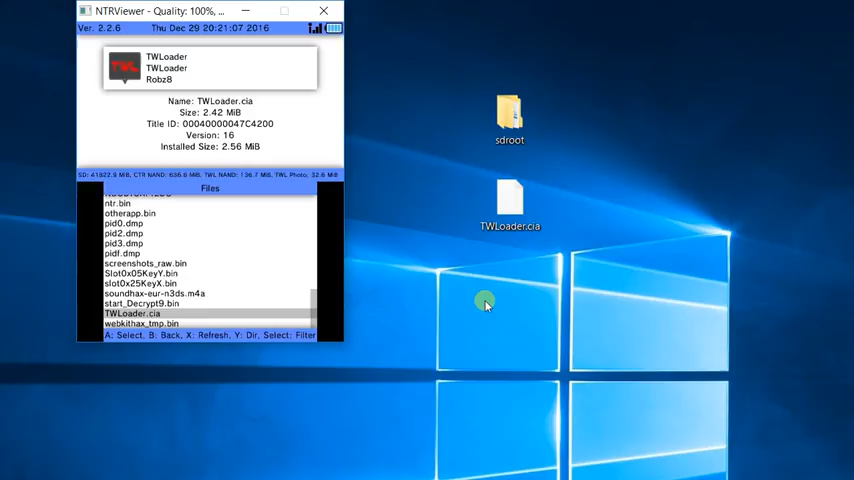 NTRViewer - Quality: 100%, ...
Ver. 2.2.6 Thu Dec 29 20:21:07 2016
TWL
TWLoader
TWLoader
Robz8
Name: TWLoader.cia
Size: 2.42 MiB
Title ID: 00040000047C4200
Version: 16
Installed Size: 2.56 MiB
SD: 41822.9 MiB, CTR NAND: 636.8 MiB, TWL NAND: 136.7 MiB, TWL Photo: 32.6 MiB
Files
ntr.bin
otherapp.bin
pid0.dmp
pid2.dmp
pid3.dmp
pidf.dmp
screenshots_raw.bin
Slot0x05KeyY.bin
slot0x25KeyX.bin
soundhax-eur-n3ds.m4a
start_Decrypt9.bin
TWLoader.cia
webkithax_tmp.bin
A: Select, B: Back, X: Refresh, Y: Dir, Select: Filter
sdroot
TWLoader.cia